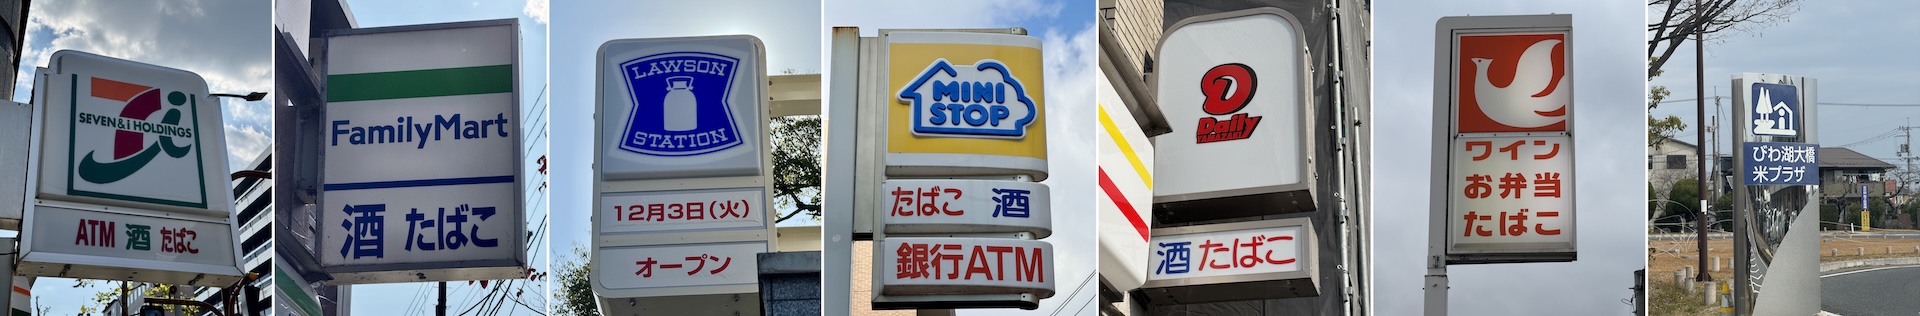 SEVEN & i HOLDINGS
ATM 酒 たばこ
FamilyMart
酒 たばこ
LAWSON
STATION
12月3日(火)
オープン
MINI
STOP
たばこ 酒
銀行ATM
D
Daily
YAMAZAKI
酒 たばこ
ワイン
お弁当
たばこ
びわ湖大橋
米プラザ